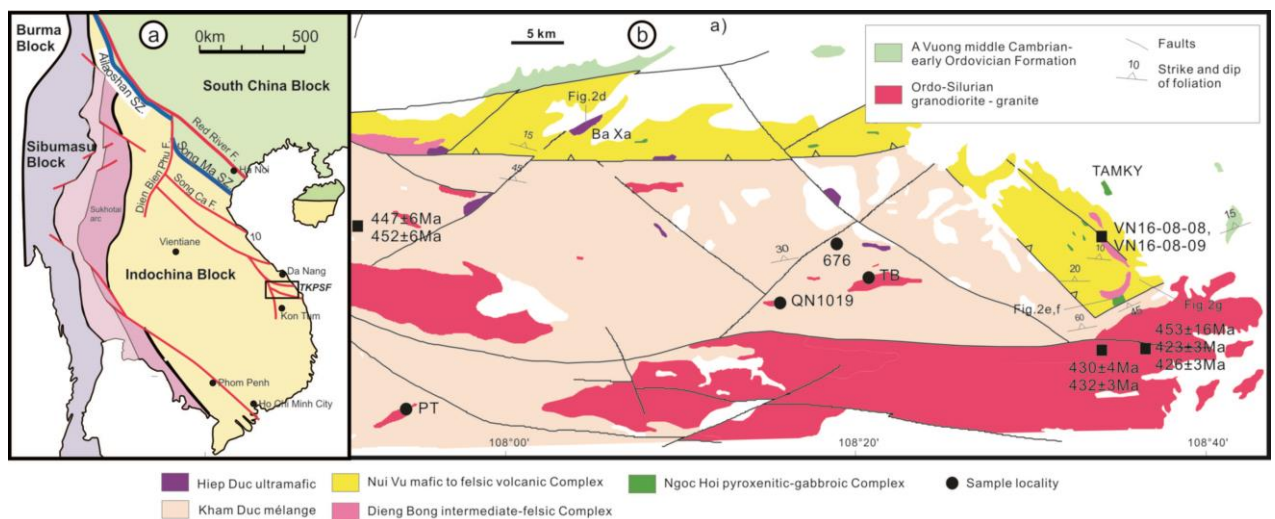 Burma
Block
a
0km 500
Ailaoshan SZ.
South China Block
Red River F.
Sibumasu
Block
Dien Bien Phu F.
Song Ma SZ.
Ha Noi
Song Ca F.
Sukhotai
arc
10
Vientiane
Indochina Block
Da Nang
TKPSF
Kon Tum
Phom Penh
Ho Chi Minh City
5 km
b
a)
A Vuong middle Cambrian-
early Ordovician Formation
Ordo-Silurian
granodiorite - granite
Faults
10
Strike and dip
of foliation
Fig.2d
15
Ba Xa
45
TAMKY
447±6Ma
452±6Ma
VN16-08-08,
VN16-08-09
10
15
30
676
TB
20
QN1019
Fig.2e,f
60
45
Fig.2g
453±16Ma
423±3Ma
426±3Ma
430±4Ma
432±3Ma
PT
108°00' 108°20' 108°40'
Hiep Duc ultramafic
Nui Vu mafic to felsic volcanic Complex
Ngoc Hoi pyroxenitic-gabbroic Complex
Sample locality
Kham Duc mélange
Dieng Bong intermediate-felsic Complex